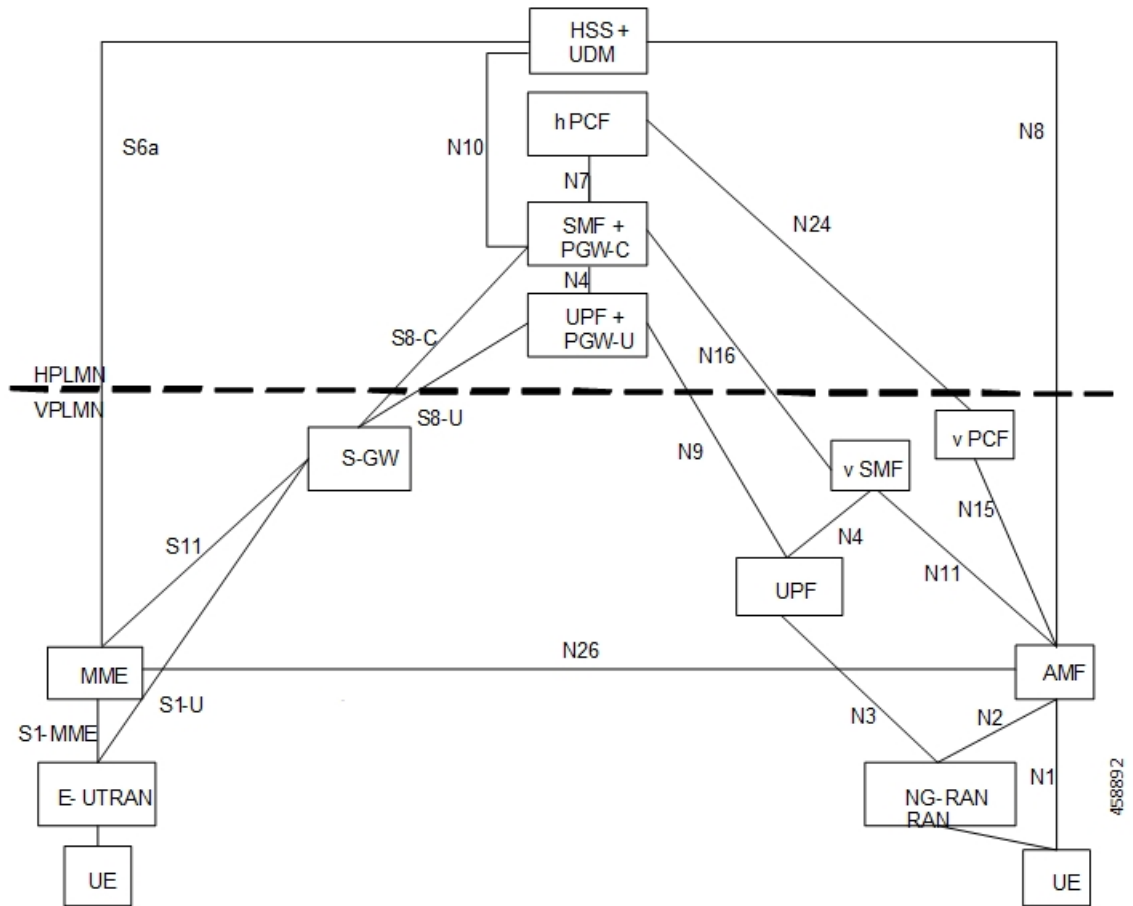 HSS +
UDM
S6a
N10
h PCF
N8
N7
SMF +
PGW-C
N24
N4
UPF +
PGW-U
S8-C
N16
HPLMN
VPLMN
S8-U
S-GW
N9
v SMF
v PCF
N15
S11
N4
N11
UPF
N26
MME
AMF
S1-U
S1-MME
N3
N2
N1
E- UTRAN
NG-RAN
RAN
UE
UE
458892